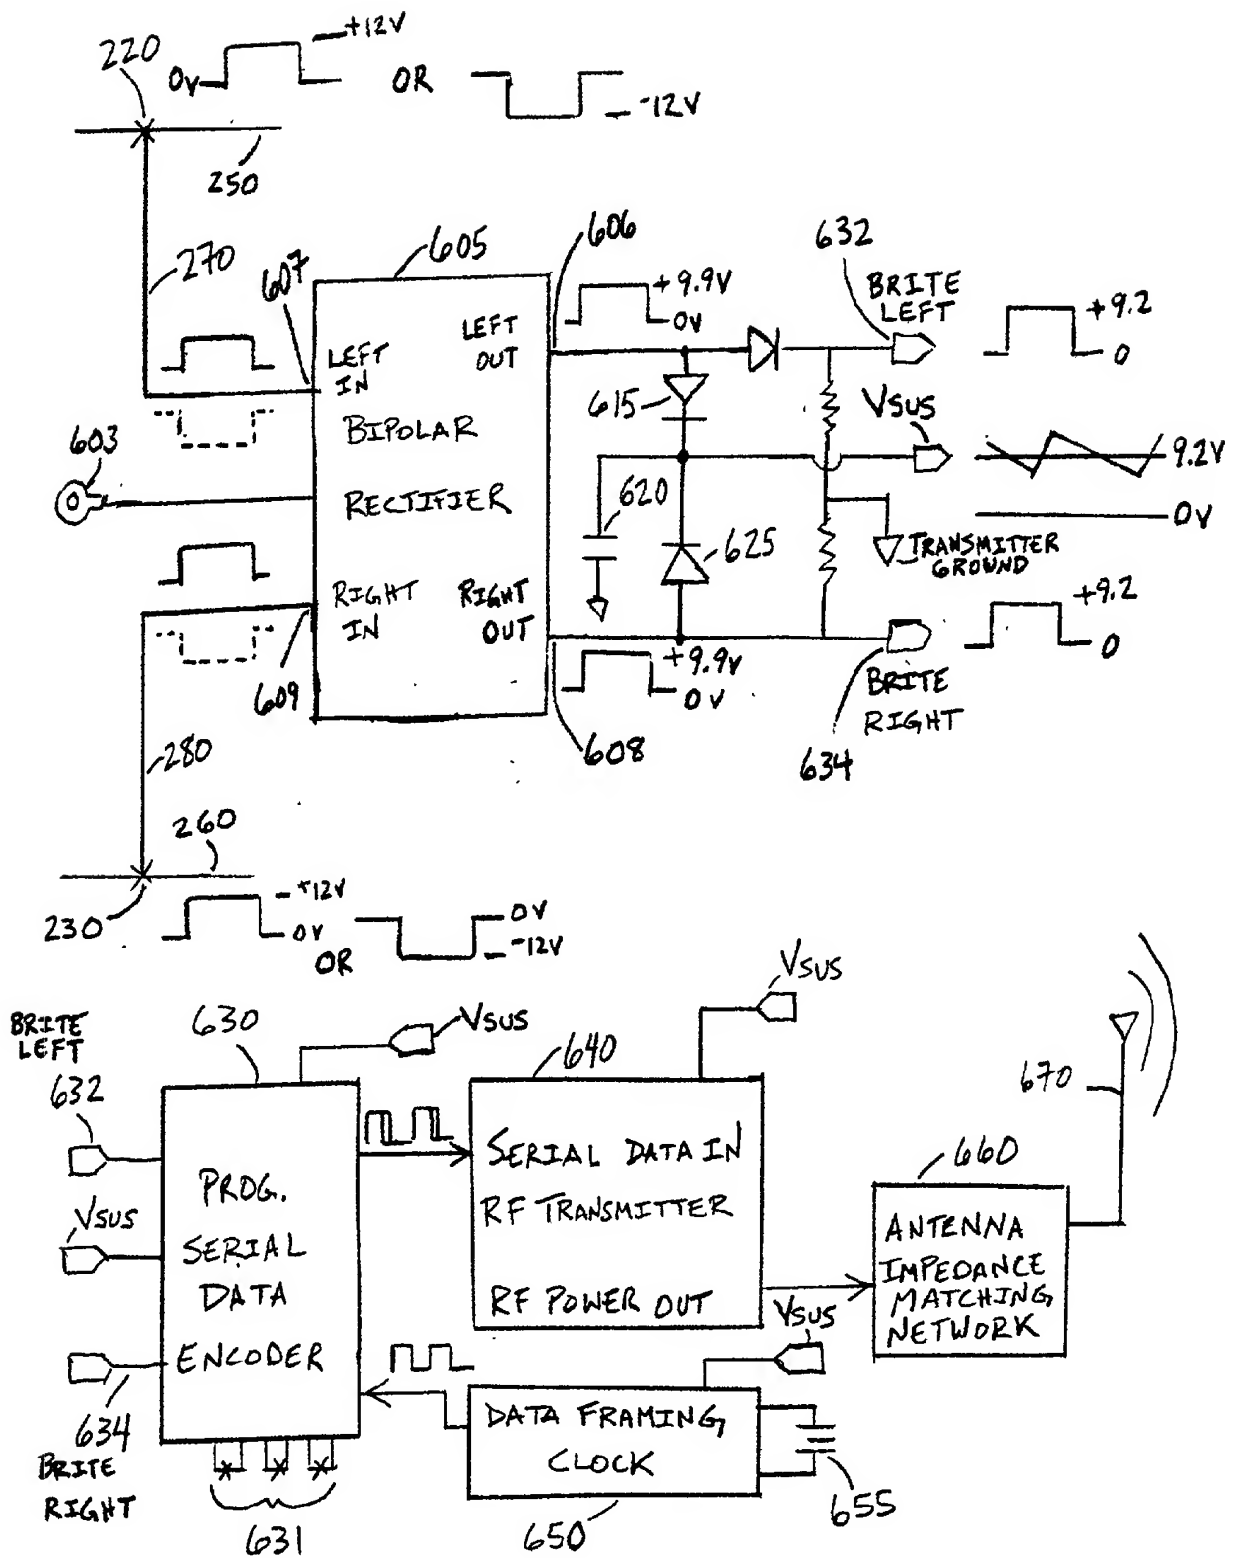 220
+12V
0V
OR
-12V
250
270
607
605
606
632
BRITE
LEFT
+9.9V
0V
+9.2
0
LEFT
OUT
LEFT
IN
615
VSUS
BIPOLAR
603
9.2V
RECTIFIER
620
0V
625
TRANSMITTER
GROUND
RIGHT
IN
RIGHT
OUT
+9.2
0
+9.9V
0V
609
BRITE
RIGHT
280
608
634
260
+12V
0V
230
OR
0V
-12V
VSUS
BRITE
LEFT
630
VSUS
640
632
670
660
SERIAL DATA IN
PROG.
VSUS
RF TRANSMITTER
ANTENNA
SERIAL
IMPEDANCE
DATA
RF POWER OUT
MATCHING
VSUS
NETWORK
ENCODER
634
DATA FRAMING
CLOCK
BRITE
RIGHT
655
631
650